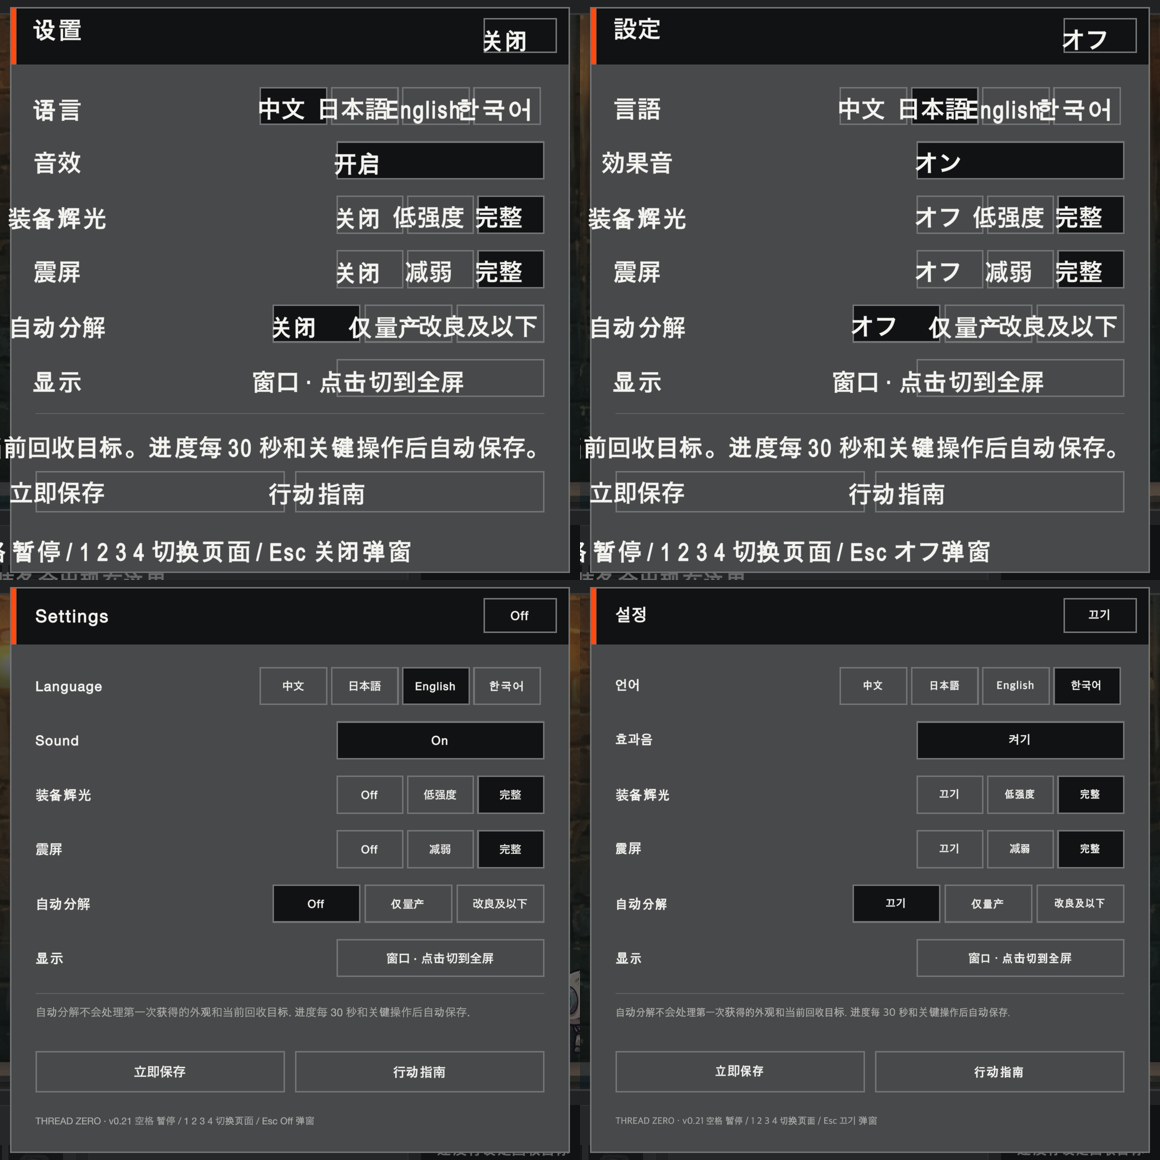 设置
关闭
语言
中文 日本語 English 한국어
音效
开启
装备辉光
关闭 低强度 完整
震屏
关闭 减弱 完整
自动分解
关闭 仅量产 改良及以下
显示
窗口 · 点击切到全屏
前回收目标。进度每 30 秒和关键操作后自动保存。
立即保存
行动指南
暂停 / 1 2 3 4 切换页面 / Esc 关闭弹窗
設定
オフ
言語
中文 日本語 English 한국어
効果音
オン
装备辉光
オフ 低强度 完整
震屏
オフ 减弱 完整
自动分解
オフ 仅量产 改良及以下
显示
窗口 · 点击切到全屏
前回收目标。进度每 30 秒和关键操作后自动保存。
立即保存
行动指南
暂停 / 1 2 3 4 切换页面 / Esc オフ弹窗
Settings
Off
Language
中文 日本語 English 한국어
Sound
On
装备辉光
Off 低强度 完整
震屏
Off 减弱 完整
自动分解
Off 仅量产 改良及以下
显示
窗口 · 点击切到全屏
自动分解不会处理第一次获得的外观和当前回收目标. 进度每 30 秒和关键操作后自动保存.
立即保存
行动指南
THREAD ZERO · v0.21 空格 暂停 / 1 2 3 4 切换页面 / Esc Off 弹窗
설정
끄기
언어
中文 日本語 English 한국어
효과음
켜기
装备辉光
끄기 低强度 完整
震屏
끄기 减弱 完整
自动分解
끄기 仅量产 改良及以下
显示
窗口 · 点击切到全屏
自动分解不会处理第一次获得的外观和当前回收目标. 进度每 30 秒和关键操作后自动保存.
立即保存
行动指南
THREAD ZERO · v0.21 空格 暂停 / 1 2 3 4 切换页面 / Esc 끄기 弹窗